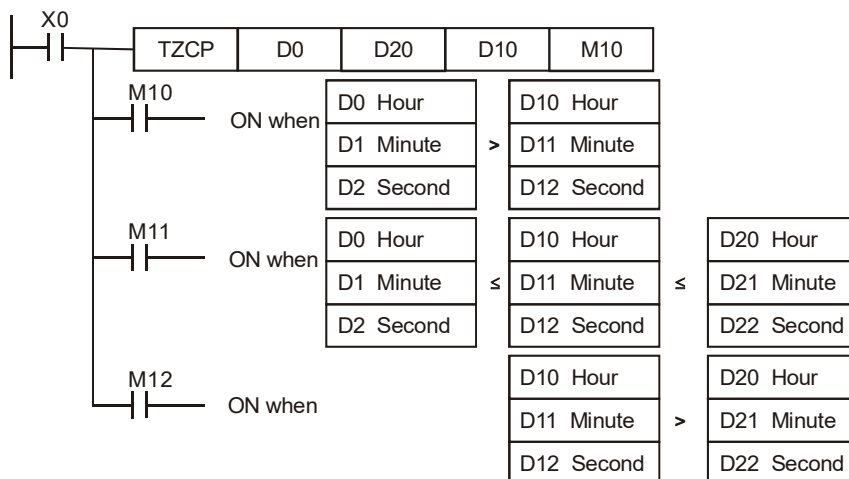 X0
TZCP D0 D20 D10 M10
M10
ON when
D0 Hour
D1 Minute
D2 Second
>
D10 Hour
D11 Minute
D12 Second
M11
ON when
D0 Hour
D1 Minute
D2 Second
≤
D10 Hour
D11 Minute
D12 Second
≤
D20 Hour
D21 Minute
D22 Second
M12
ON when
D10 Hour
D11 Minute
D12 Second
>
D20 Hour
D21 Minute
D22 Second